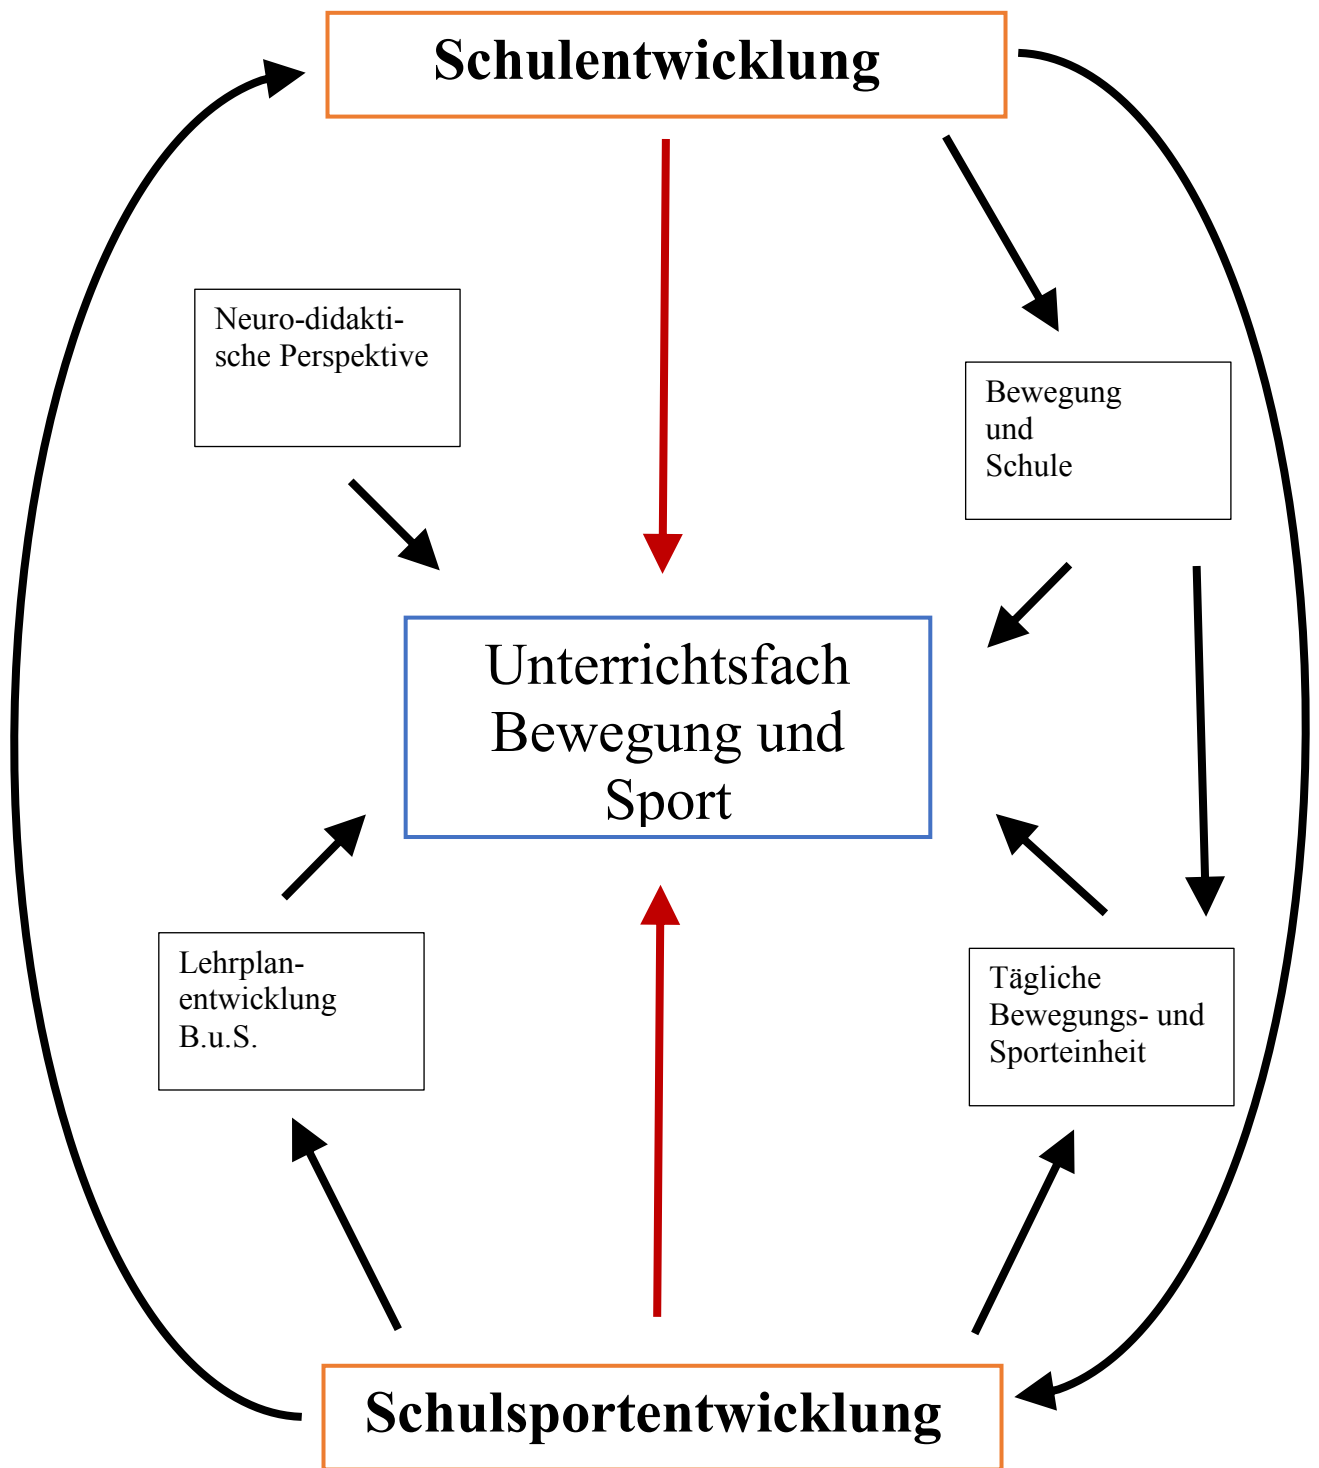 Schulentwicklung
Neuro-didakti-
sche Perspektive
Bewegung
und
Schule
Unterrichtsfach
Bewegung und
Sport
Lehrplan-
entwicklung
B.u.S.
Tägliche
Bewegungs- und
Sporteinheit
Schulsportentwicklung